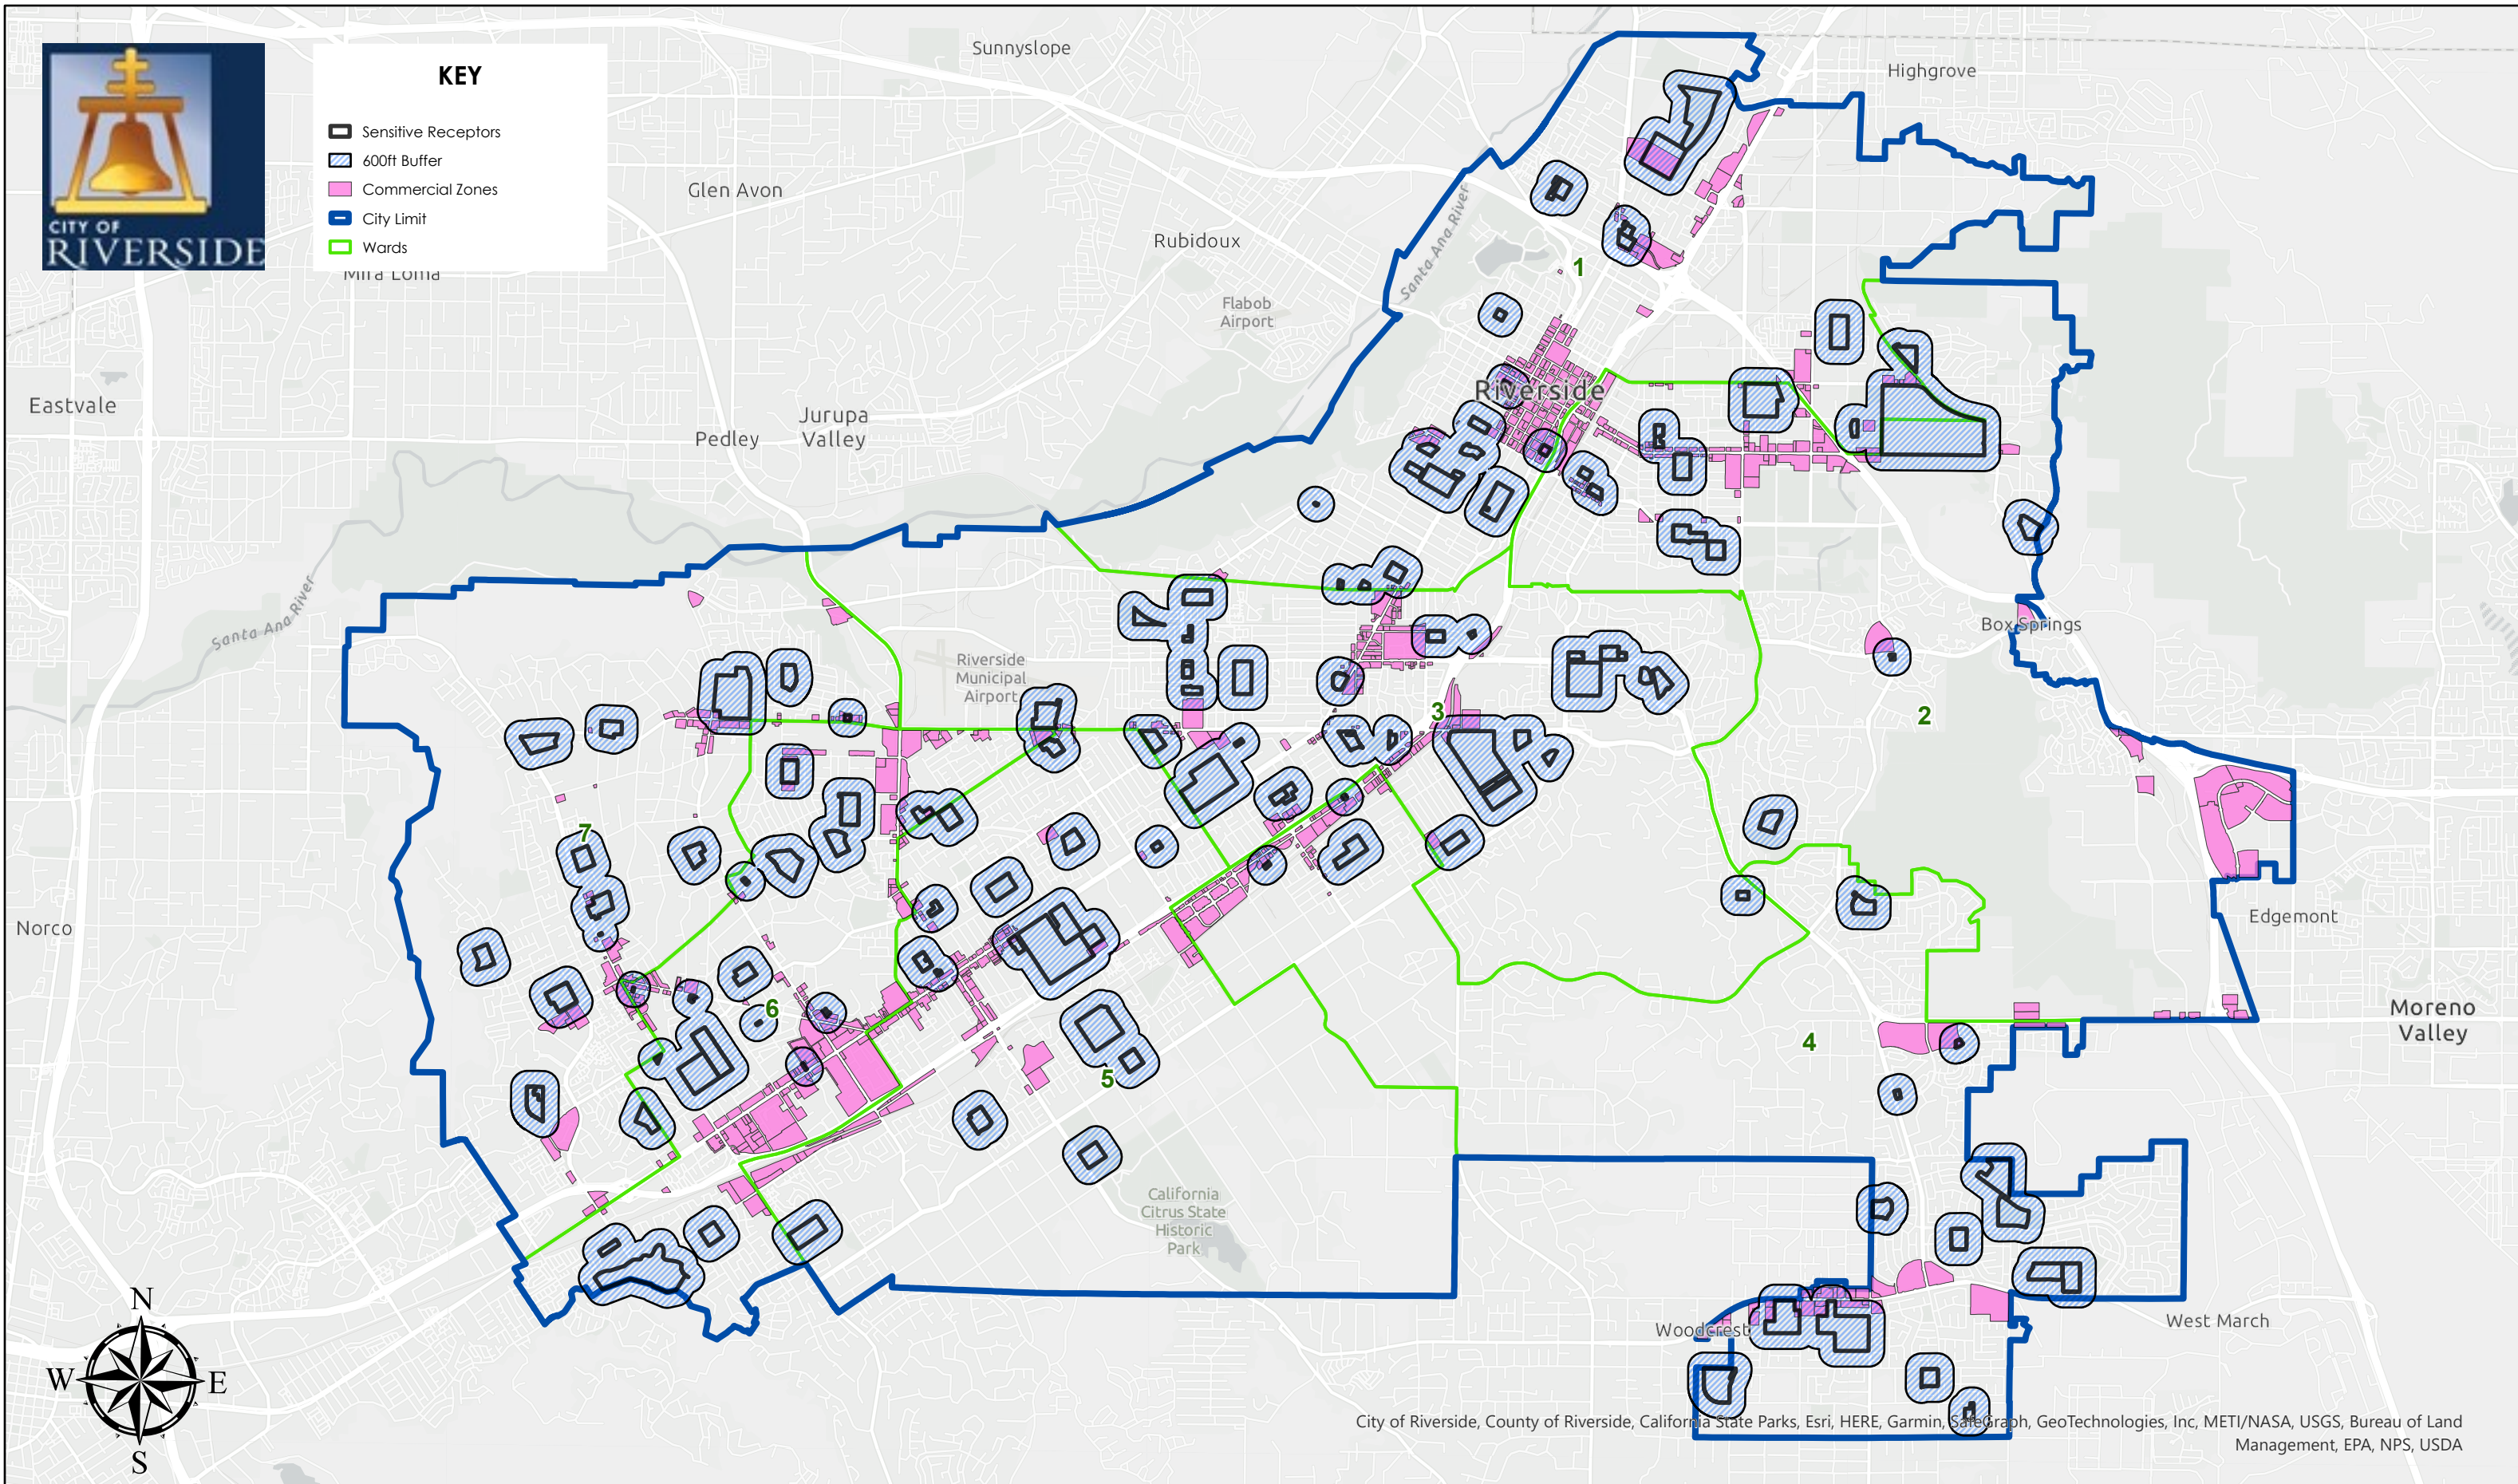 CITY OF
RIVERSIDE
KEY
Sensitive Receptors
600ft Buffer
Commercial Zones
City Limit
Wards
Sunnyslope
Highgrove
Glen Avon
Rubidoux
Mira Loma
Santa Ana River
1
Flabob
Airport
Eastvale
Jurupa
Valley
Pedley
Riverside
Santa Ana River
Box Springs
Riverside
Municipal
Airport
3
2
7
Norco
Edgemont
6
Moreno
Valley
4
5
California
Citrus State
Historic
Park
Woodcrest
West March
N
W
E
S
City of Riverside, County of Riverside, California State Parks, Esri, HERE, Garmin, SafeGraph, GeoTechnologies, Inc, METI/NASA, USGS, Bureau of Land
Management, EPA, NPS, USDA